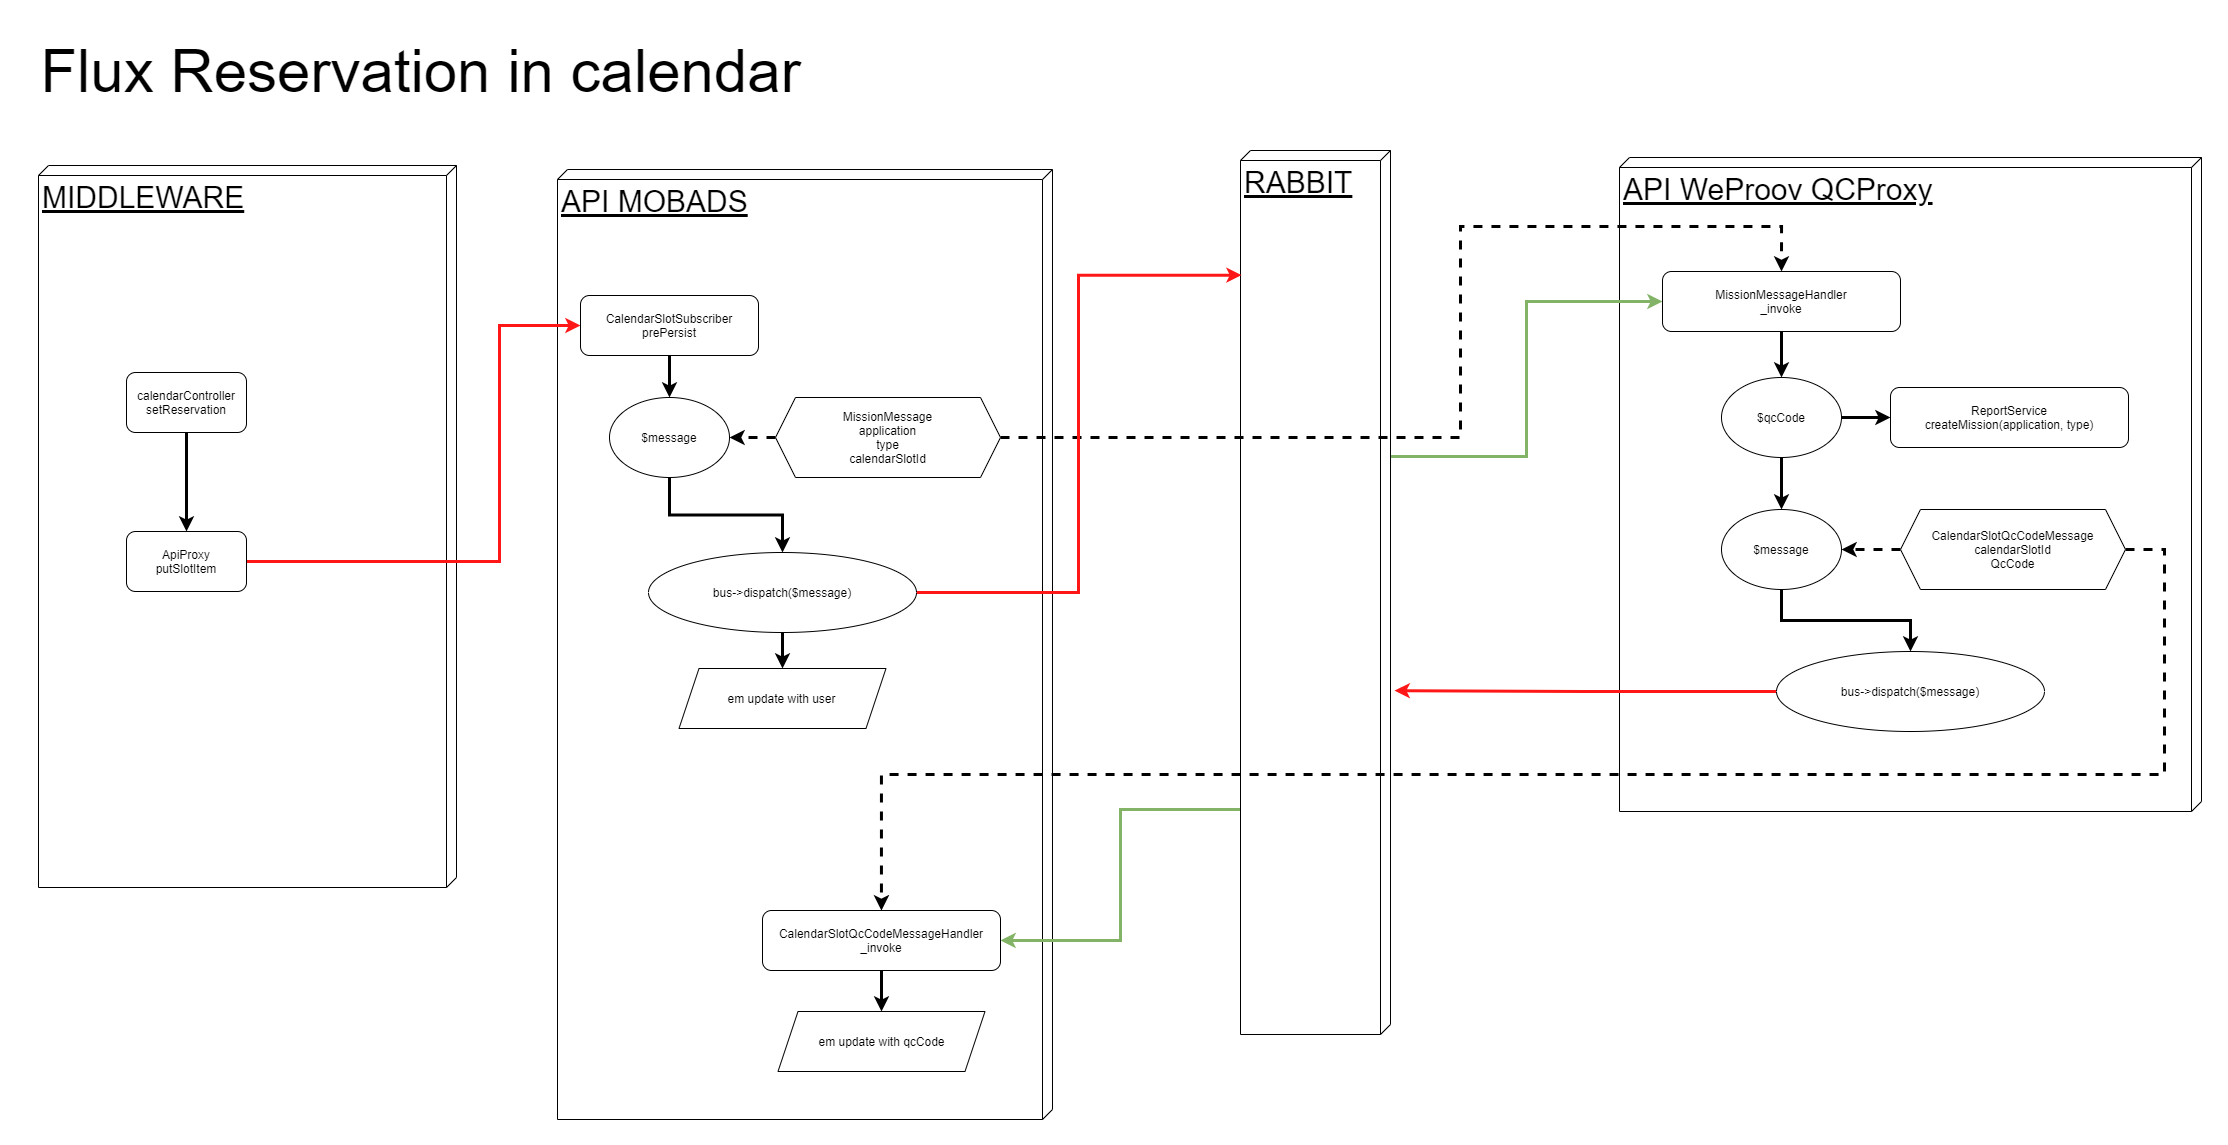 Flux Reservation in calendar
MIDDLEWARE
calendarController
setReservation
ApiProxy
putSlotItem
API MOBADS
CalendarSlotSubscriber
prePersist
$message
MissionMessage
application
type
calendarSlotId
bus->dispatch($message)
em update with user
CalendarSlotQcCodeMessageHandler
_invoke
em update with qcCode
RABBIT
API WeProov QCProxy
MissionMessageHandler
_invoke
$qcCode
ReportService
createMission(application, type)
$message
CalendarSlotQcCodeMessage
calendarSlotId
QcCode
bus->dispatch($message)